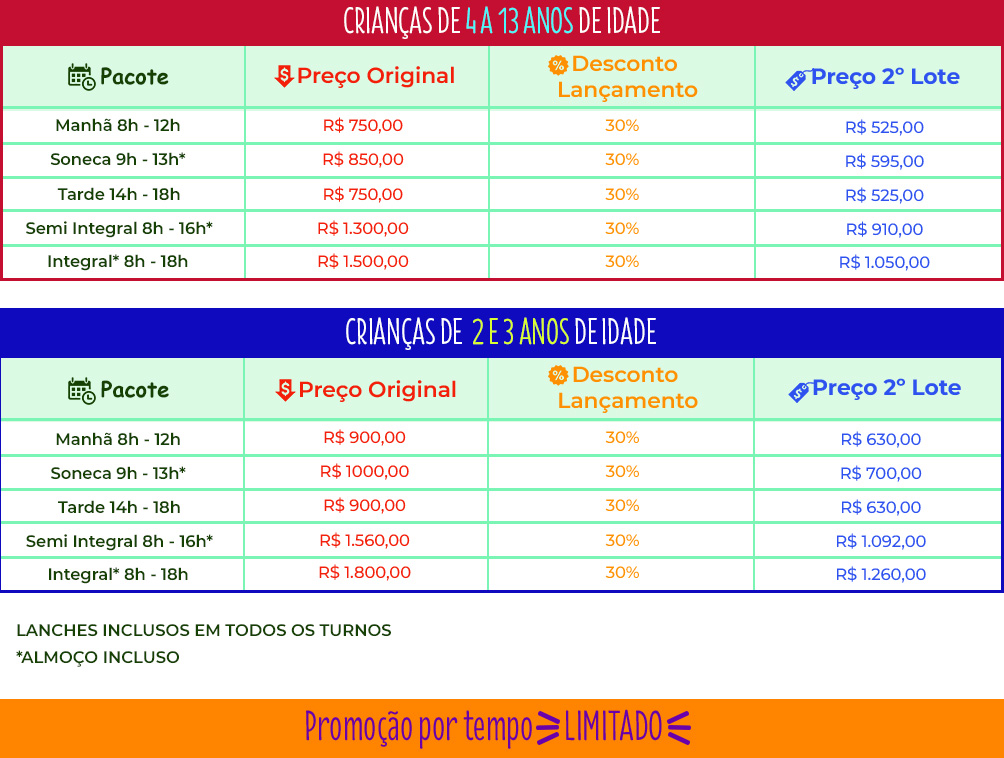 CRIANÇAS DE 4 A 13 ANOS DE IDADE
Pacote Preço Original % Desconto Lançamento Preço 2º Lote
Manhã 8h - 12h R$ 750,00 30% R$ 525,00
Soneca 9h - 13h* R$ 850,00 30% R$ 595,00
Tarde 14h - 18h R$ 750,00 30% R$ 525,00
Semi Integral 8h - 16h* R$ 1.300,00 30% R$ 910,00
Integral* 8h - 18h R$ 1.500,00 30% R$ 1.050,00
CRIANÇAS DE 2 E 3 ANOS DE IDADE
Pacote Preço Original % Desconto Lançamento Preço 2º Lote
Manhã 8h - 12h R$ 900,00 30% R$ 630,00
Soneca 9h - 13h* R$ 1000,00 30% R$ 700,00
Tarde 14h - 18h R$ 900,00 30% R$ 630,00
Semi Integral 8h - 16h* R$ 1.560,00 30% R$ 1.092,00
Integral* 8h - 18h R$ 1.800,00 30% R$ 1.260,00
LANCHES INCLUSOS EM TODOS OS TURNOS
*ALMOÇO INCLUSO
Promoção por tempo LIMITADO